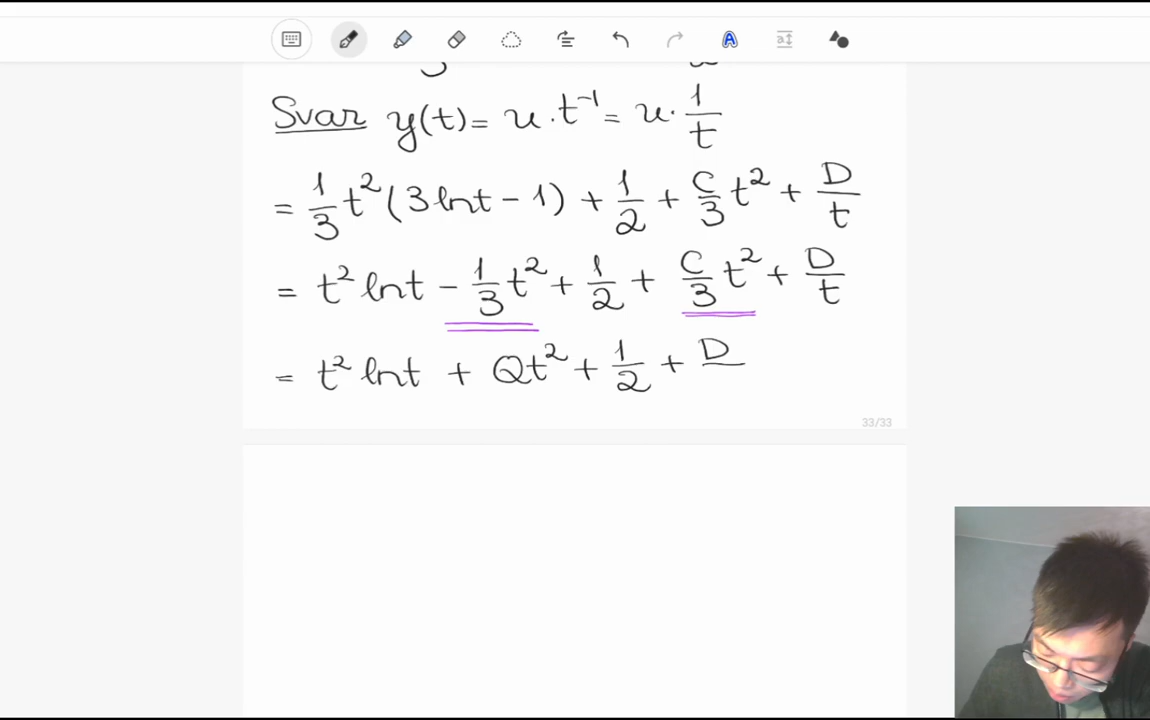 Svar y(t) = u · t⁻¹ = u · 1/t
= 1/3 t²(3 ln t − 1) + 1/2 + C/3 t² + D/t
= t² ln t − 1/3 t² + 1/2 + C/3 t² + D/t
= t² ln t + Qt² + 1/2 + D
33/33